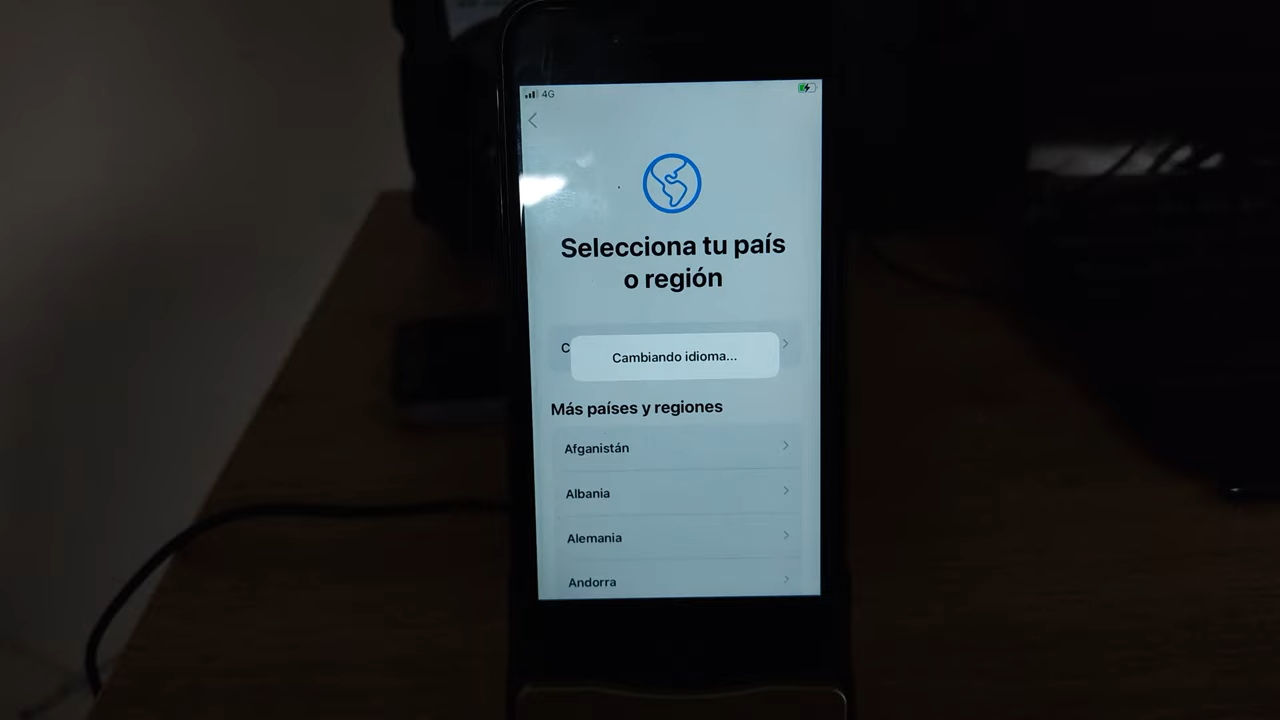 4G
Selecciona tu país
o región
C
Cambiando idioma...
Más países y regiones
Afganistán
Albania
Alemania
Andorra